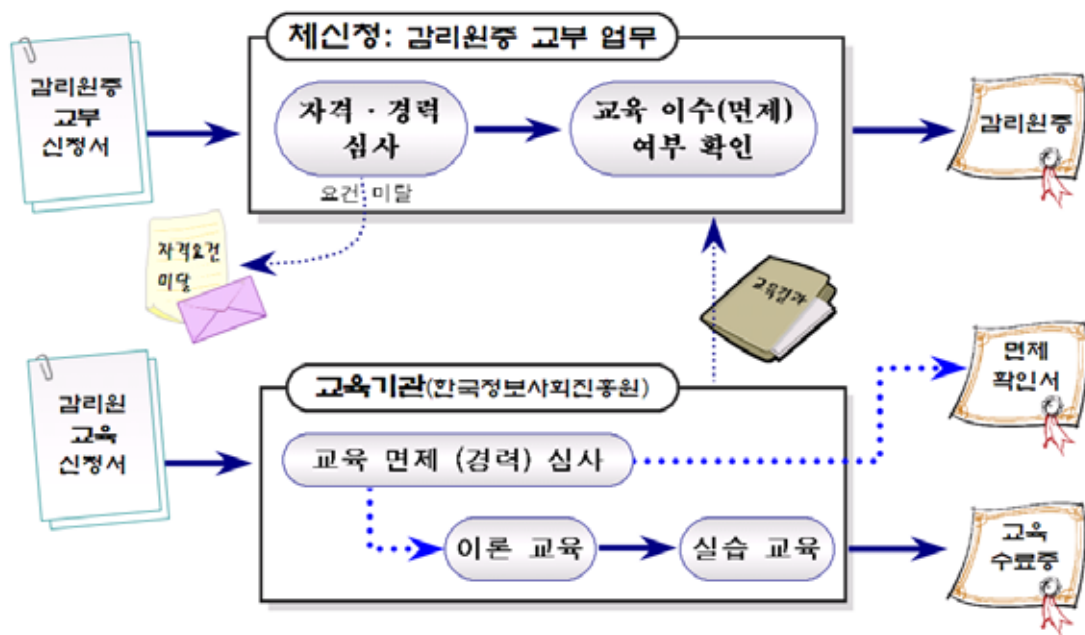 체신청: 감리원증 교부 업무
감리원증
교부
신청서
자격 · 경력
심사
교육 이수(면제)
여부 확인
감리원증
요건 미달
자격요건
미달
교육결과
교육기관(한국정보사회진흥원)
감리원
교육
신청서
교육 면제 (경력) 심사
면제
확인서
이론 교육
실습 교육
교육
수료증